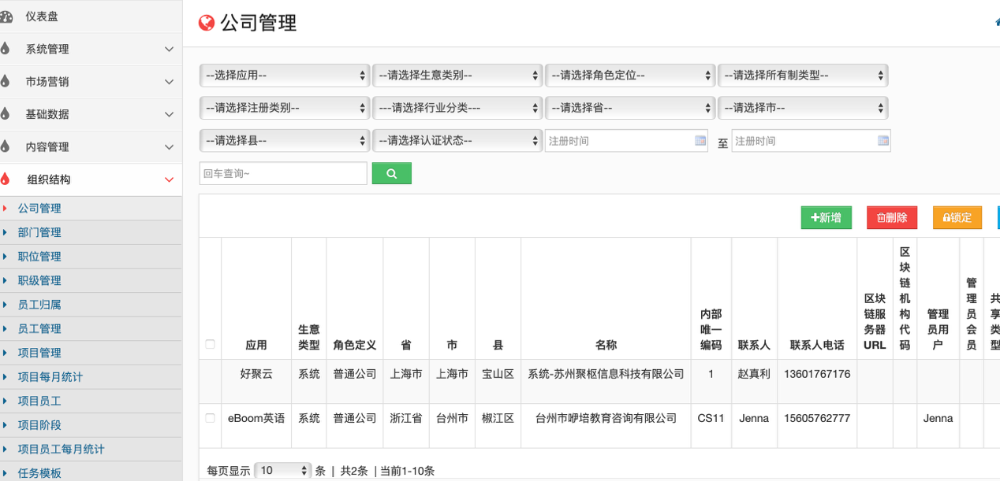 仪表盘
系统管理
市场营销
基础数据
内容管理
组织结构
公司管理
部门管理
职位管理
职级管理
员工归属
员工管理
项目管理
项目每月统计
项目员工
项目阶段
项目员工每月统计
任务模板
公司管理
--选择应用-- --请选择生意类别-- --请选择角色定位-- --请选择所有制类型--
--请选择注册类别-- ---请选择行业分类--- --请选择省-- --请选择市--
--请选择县-- --请选择认证状态-- 注册时间 至 注册时间
回车查询~
新增 删除 锁定
应用 生意类型 角色定义 省 市 县 名称 内部唯一编码 联系人 联系人电话 区块链服务器URL 区块链机构代码 管理员用户 管理员会员 共享类型
好聚云 系统 普通公司 上海市 上海市 宝山区 系统-苏州聚枢信息科技有限公司 1 赵真利 13601767176
eBoom英语 系统 普通公司 浙江省 台州市 椒江区 台州市咿培教育咨询有限公司 CS11 Jenna 15605762777 Jenna
每页显示 10 条 | 共2条 | 当前1-10条